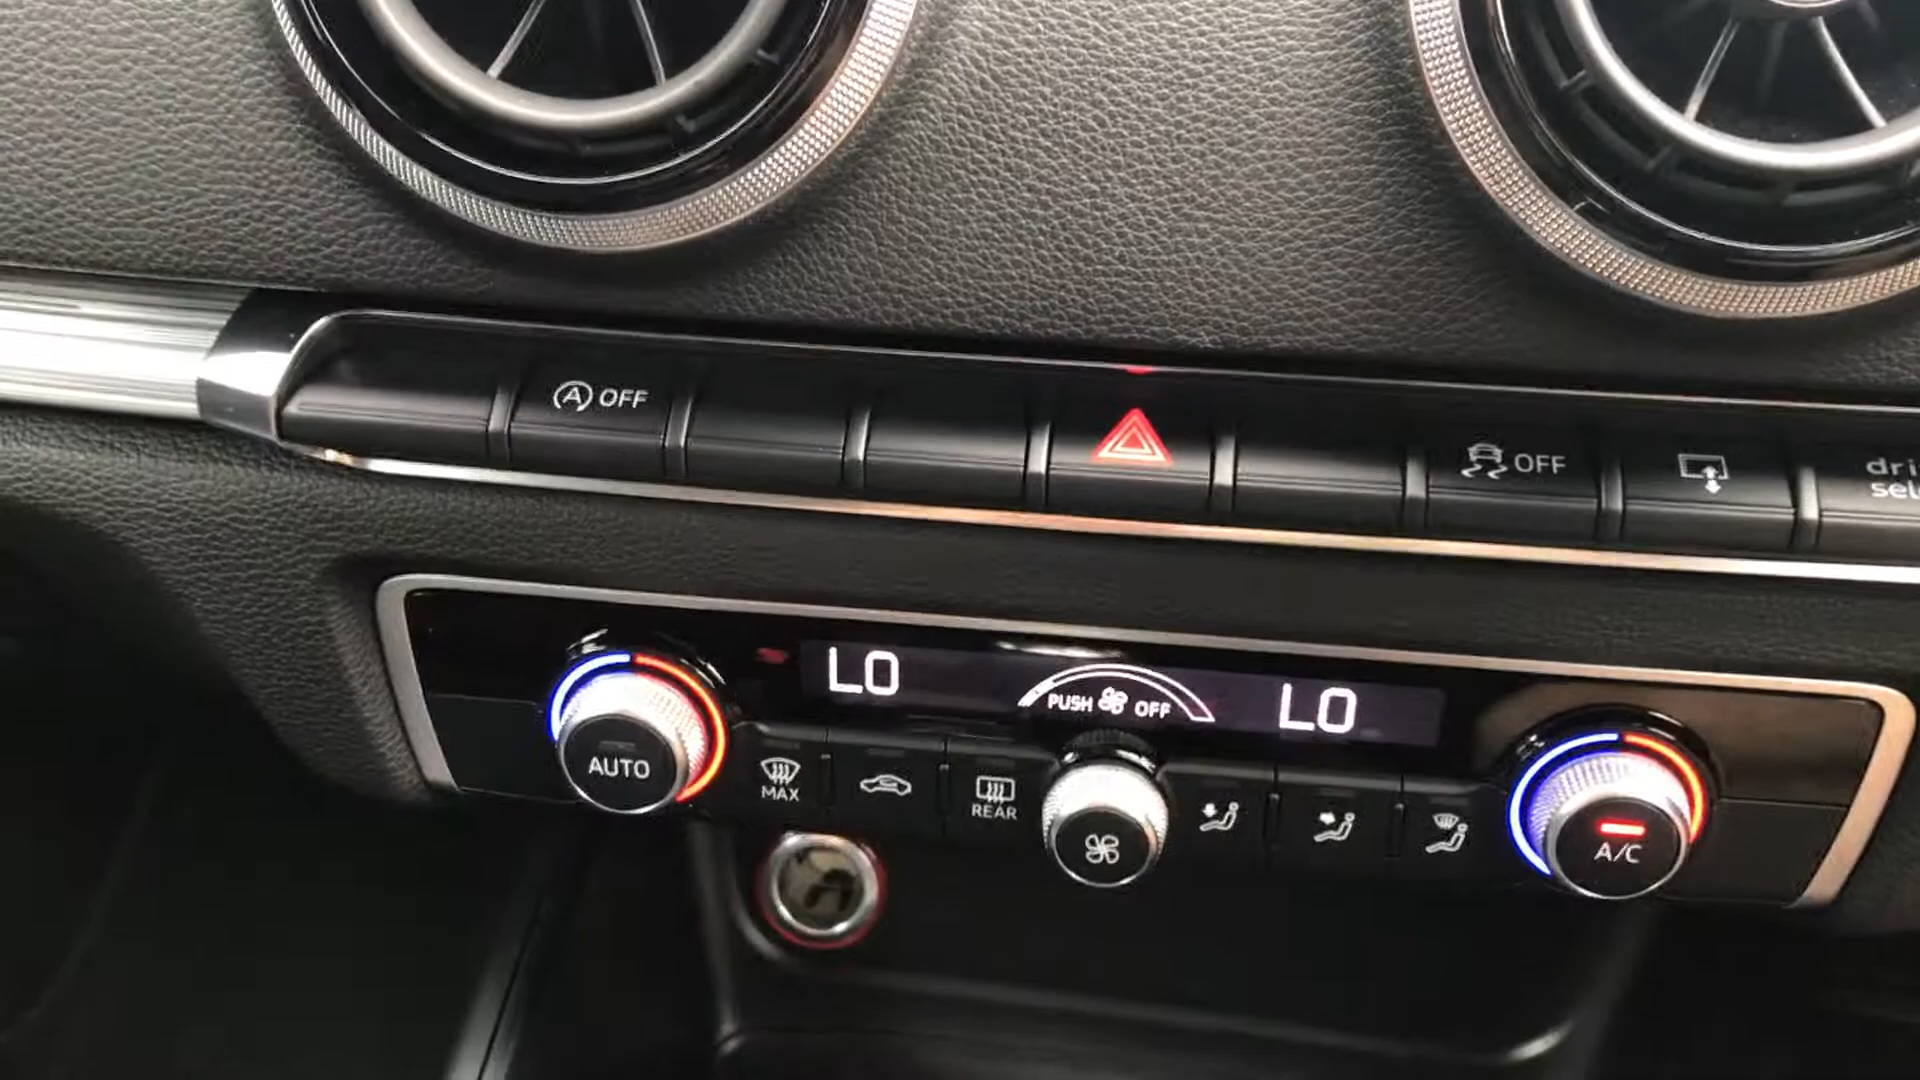 A OFF
OFF
LO
PUSH OFF
LO
AUTO
MAX
REAR
A/C